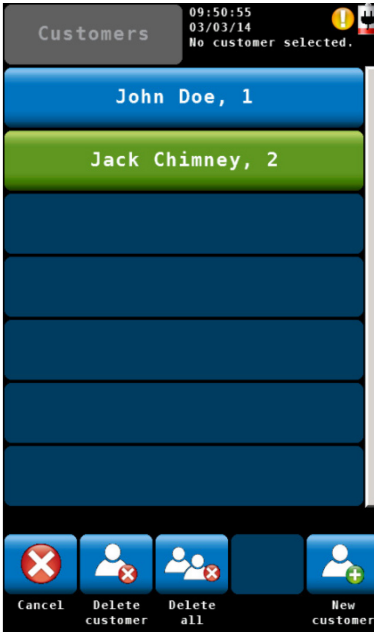 Customers
09:50:55
03/03/14
No customer selected.
John Doe, 1
Jack Chimney, 2
Cancel
Delete
customer
Delete
all
New
customer